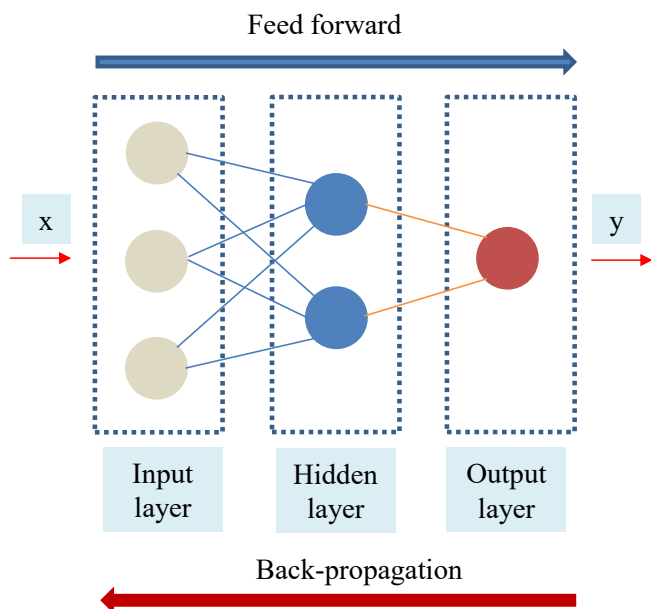 Feed forward
x
y
Input
layer
Hidden
layer
Output
layer
Back-propagation